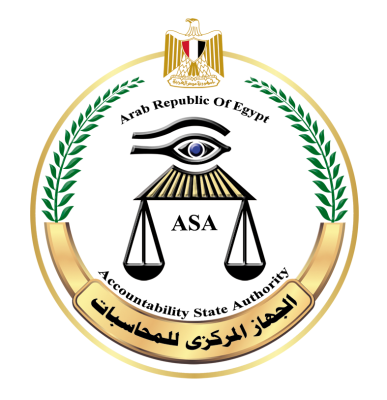 Arab Republic Of Egypt
ASA
Accountability State Authority
الجهاز المركزى للمحاسبات